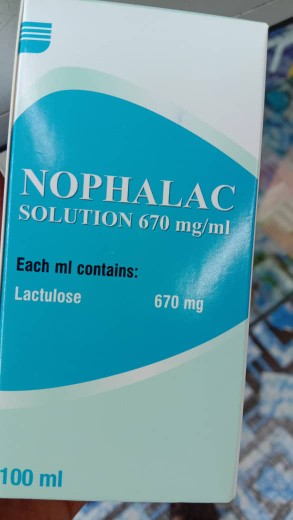 NOPHALAC
SOLUTION 670 mg/ml
Each ml contains:
Lactulose 670 mg
100 ml